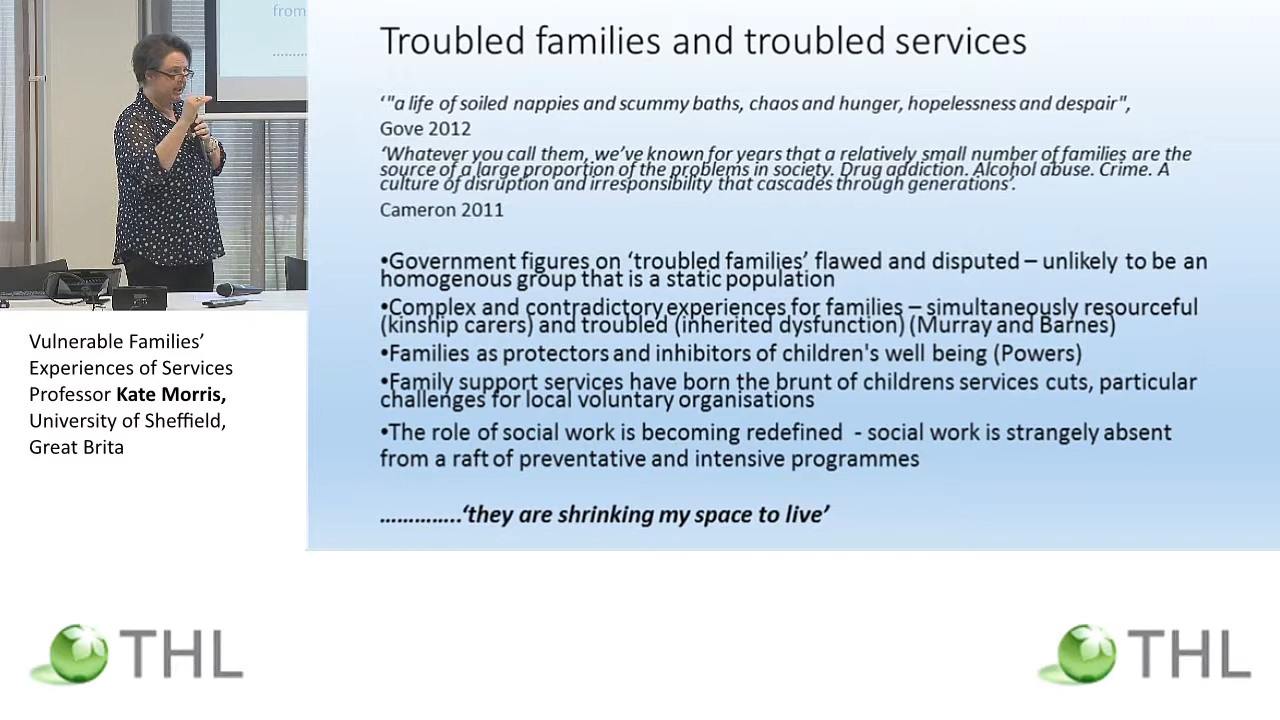 from
Troubled families and troubled services
‘"a life of soiled nappies and scummy baths, chaos and hunger, hopelessness and despair",
Gove 2012
‘Whatever you call them, we’ve known for years that a relatively small number of families are the
source of a large proportion of the problems in society. Drug addiction. Alcohol abuse. Crime. A
culture of disruption and irresponsibility that cascades through generations’.
Cameron 2011
•Government figures on ‘troubled families’ flawed and disputed – unlikely to be an
homogenous group that is a static population
•Complex and contradictory experiences for families – simultaneously resourceful
(kinship carers) and troubled (inherited dysfunction) (Murray and Barnes)
•Families as protectors and inhibitors of children's well being (Powers)
•Family support services have born the brunt of childrens services cuts, particular
challenges for local voluntary organisations
•The role of social work is becoming redefined - social work is strangely absent
from a raft of preventative and intensive programmes
…………..‘they are shrinking my space to live’
Vulnerable Families’
Experiences of Services
Professor Kate Morris,
University of Sheffield,
Great Brita
THL
THL